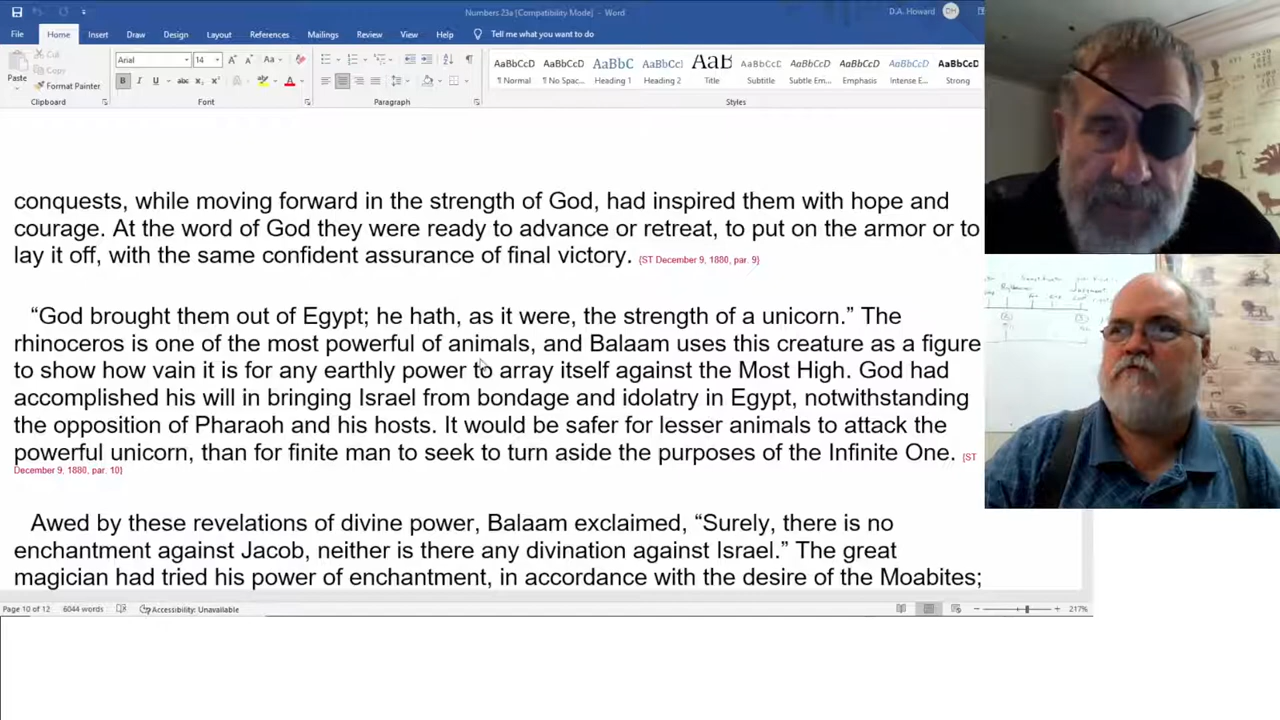 Numbers 23a [Compatibility Mode] - Word
D.A. Howard
DH
File Home Insert Draw Design Layout References Mailings Review View Help Tell me what you want to do
Paste
Cut
Copy
Format Painter
Clipboard
Arial 14
Font
Paragraph
AaBbCcD AaBbCcD AaBbC AaBbCcL AaB AaBbCcD AaBbCcD AaBbCcD AaBbCcD AaBbCcD
¶ Normal ¶ No Spac... Heading 1 Heading 2 Title Subtitle Subtle Em... Emphasis Intense E... Strong
Styles
conquests, while moving forward in the strength of God, had inspired them with hope and
courage. At the word of God they were ready to advance or retreat, to put on the armor or to
lay it off, with the same confident assurance of final victory. {ST December 9, 1880, par. 9}
“God brought them out of Egypt; he hath, as it were, the strength of a unicorn.” The
rhinoceros is one of the most powerful of animals, and Balaam uses this creature as a figure
to show how vain it is for any earthly power to array itself against the Most High. God had
accomplished his will in bringing Israel from bondage and idolatry in Egypt, notwithstanding
the opposition of Pharaoh and his hosts. It would be safer for lesser animals to attack the
powerful unicorn, than for finite man to seek to turn aside the purposes of the Infinite One. {ST
December 9, 1880, par. 10}
Awed by these revelations of divine power, Balaam exclaimed, “Surely, there is no
enchantment against Jacob, neither is there any divination against Israel.” The great
magician had tried his power of enchantment, in accordance with the desire of the Moabites;
Page 10 of 12 6044 words Accessibility: Unavailable
217%